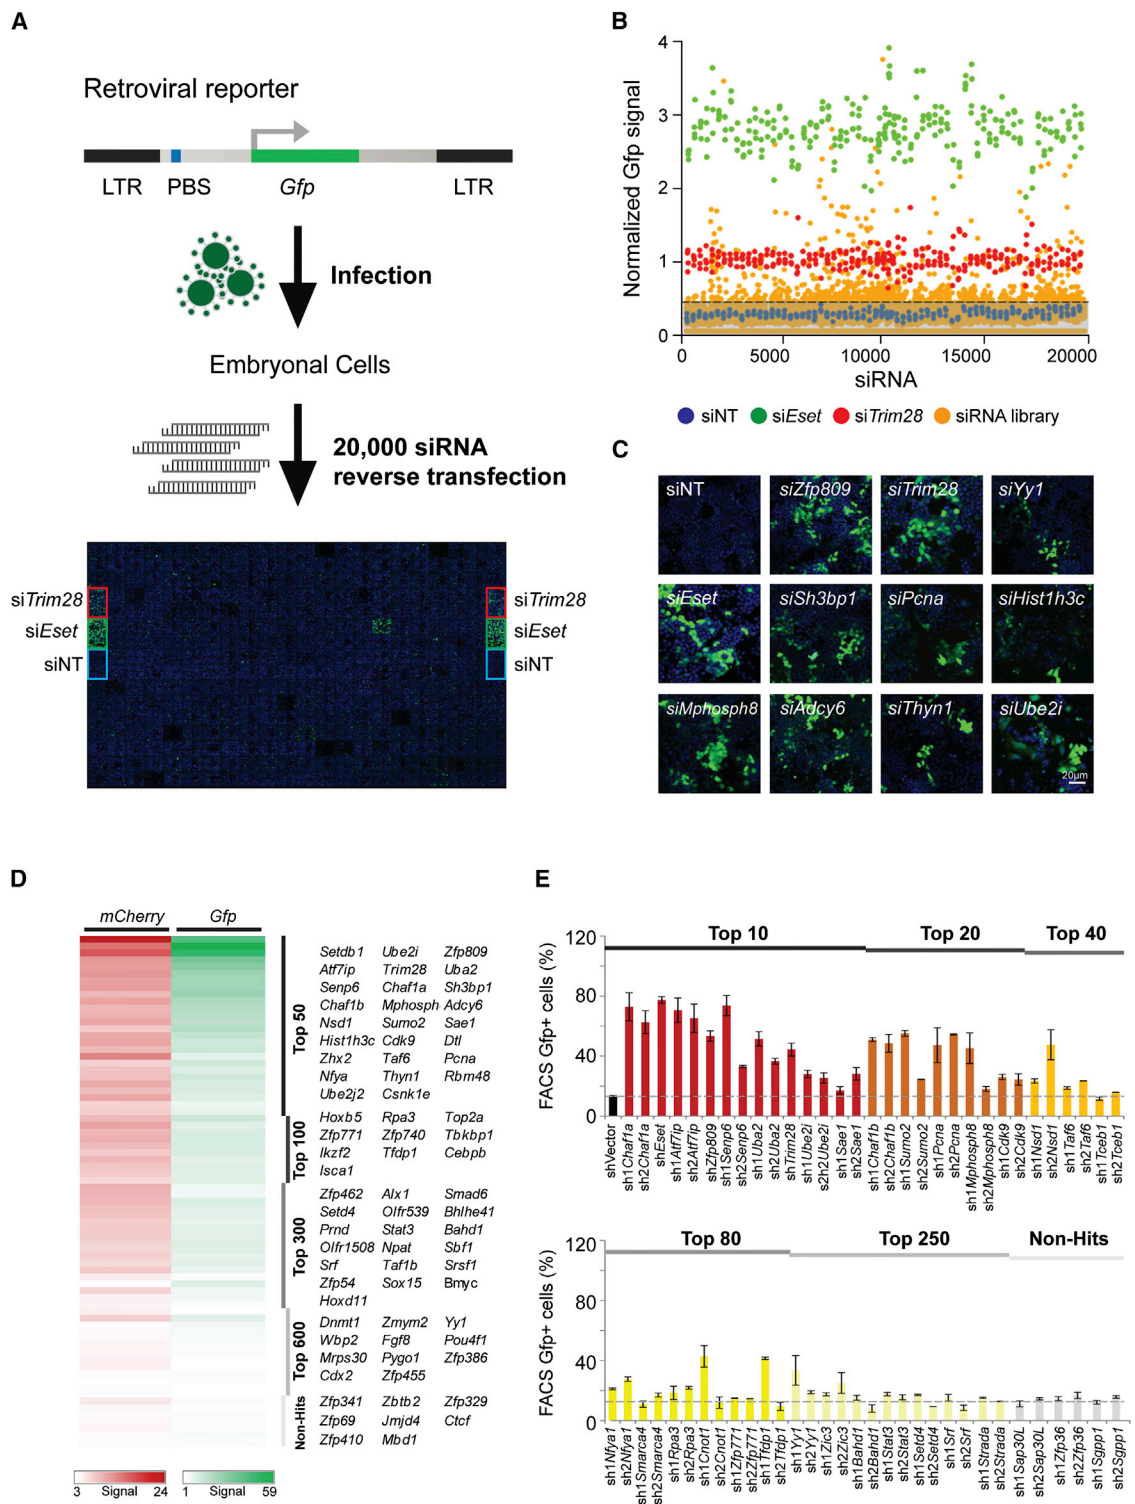 A
Retroviral reporter
LTR PBS Gfp LTR
Infection
Embryonal Cells
20,000 siRNA
reverse transfection
siTrim28 siTrim28
siEset siEset
siNT siNT
B
Normalized Gfp signal
4
3
2
1
0
0 5000 10000 15000 20000
siRNA
siNT siEset siTrim28 siRNA library
C
siNT siZfp809 siTrim28 siYy1
siEset siSh3bp1 siPcna siHist1h3c
siMphosph8 siAdcy6 siThyn1 siUbe2i
20µm
D
mCherry Gfp
Top 50
Setdb1 Ube2i Zfp809
Atf7ip Trim28 Uba2
Senp6 Chaf1a Sh3bp1
Chaf1b Mphosph Adcy6
Nsd1 Sumo2 Sae1
Hist1h3c Cdk9 Dtl
Zhx2 Taf6 Pcna
Nfya Thyn1 Rbm48
Ube2j2 Csnk1e
Top 100
Hoxb5 Rpa3 Top2a
Zfp771 Zfp740 Tbkbp1
Ikzf2 Tfdp1 Cebpb
Isca1
Top 300
Zfp462 Alx1 Smad6
Setd4 Olfr539 Bhlhe41
Prnd Stat3 Bahd1
Olfr1508 Npat Sbf1
Srf Taf1b Srsf1
Zfp54 Sox15 Bmyc
Hoxd11
Top 600
Dnmt1 Zmym2 Yy1
Wbp2 Fgf8 Pou4f1
Mrps30 Pygo1 Zfp386
Cdx2 Zfp455
Non-Hits
Zfp341 Zbtb2 Zfp329
Zfp69 Jmjd4 Ctcf
Zfp410 Mbd1
3 Signal 24
1 Signal 59
E
Top 10 Top 20 Top 40
FACS Gfp+ cells (%)
120
80
40
0
shVector
sh1Chaf1a
sh2Chaf1a
shEset
sh1Atf7ip
sh2Atf7ip
shZfp809
sh1Senp6
sh2Senp6
sh1Uba2
sh2Uba2
shTrim28
sh1Ube2i
s2h2Ube2i
sh1Sae1
sh2Sae1
sh1Chaf1b
sh2Chaf1b
sh1Sumo2
sh2Sumo2
sh1Pcna
sh2Pcna
sh1Mphosph8
sh2Mphosph8
sh1Cdk9
sh2Cdk9
sh1Nsd1
sh2Nsd1
sh1Taf6
sh2Taf6
sh1Toeb1
sh2Toeb1
Top 80 Top 250 Non-Hits
FACS Gfp+ cells (%)
120
80
40
0
sh1Nfya1
sh2Nfya1
sh1Smarca4
sh2Smarca4
sh1Rpa3
sh2Rpa3
sh1Cnot1
sh2Cnot1
sh1Zfp771
sh2Zfp771
sh1Tfdp1
sh2Tfdp1
sh1Yy1
sh2Yy1
sh1Zic3
sh2Zic3
sh1Bahd1
sh2Bahd1
sh1Stat3
sh2Stat3
sh1Setd4
sh2Setd4
sh1Srf
sh2Srf
sh1Strada
sh2Strada
sh1Sap30L
sh2Sap30L
sh1Zfp36
sh2Zfp36
sh1Sgpp1
sh2Sgpp1